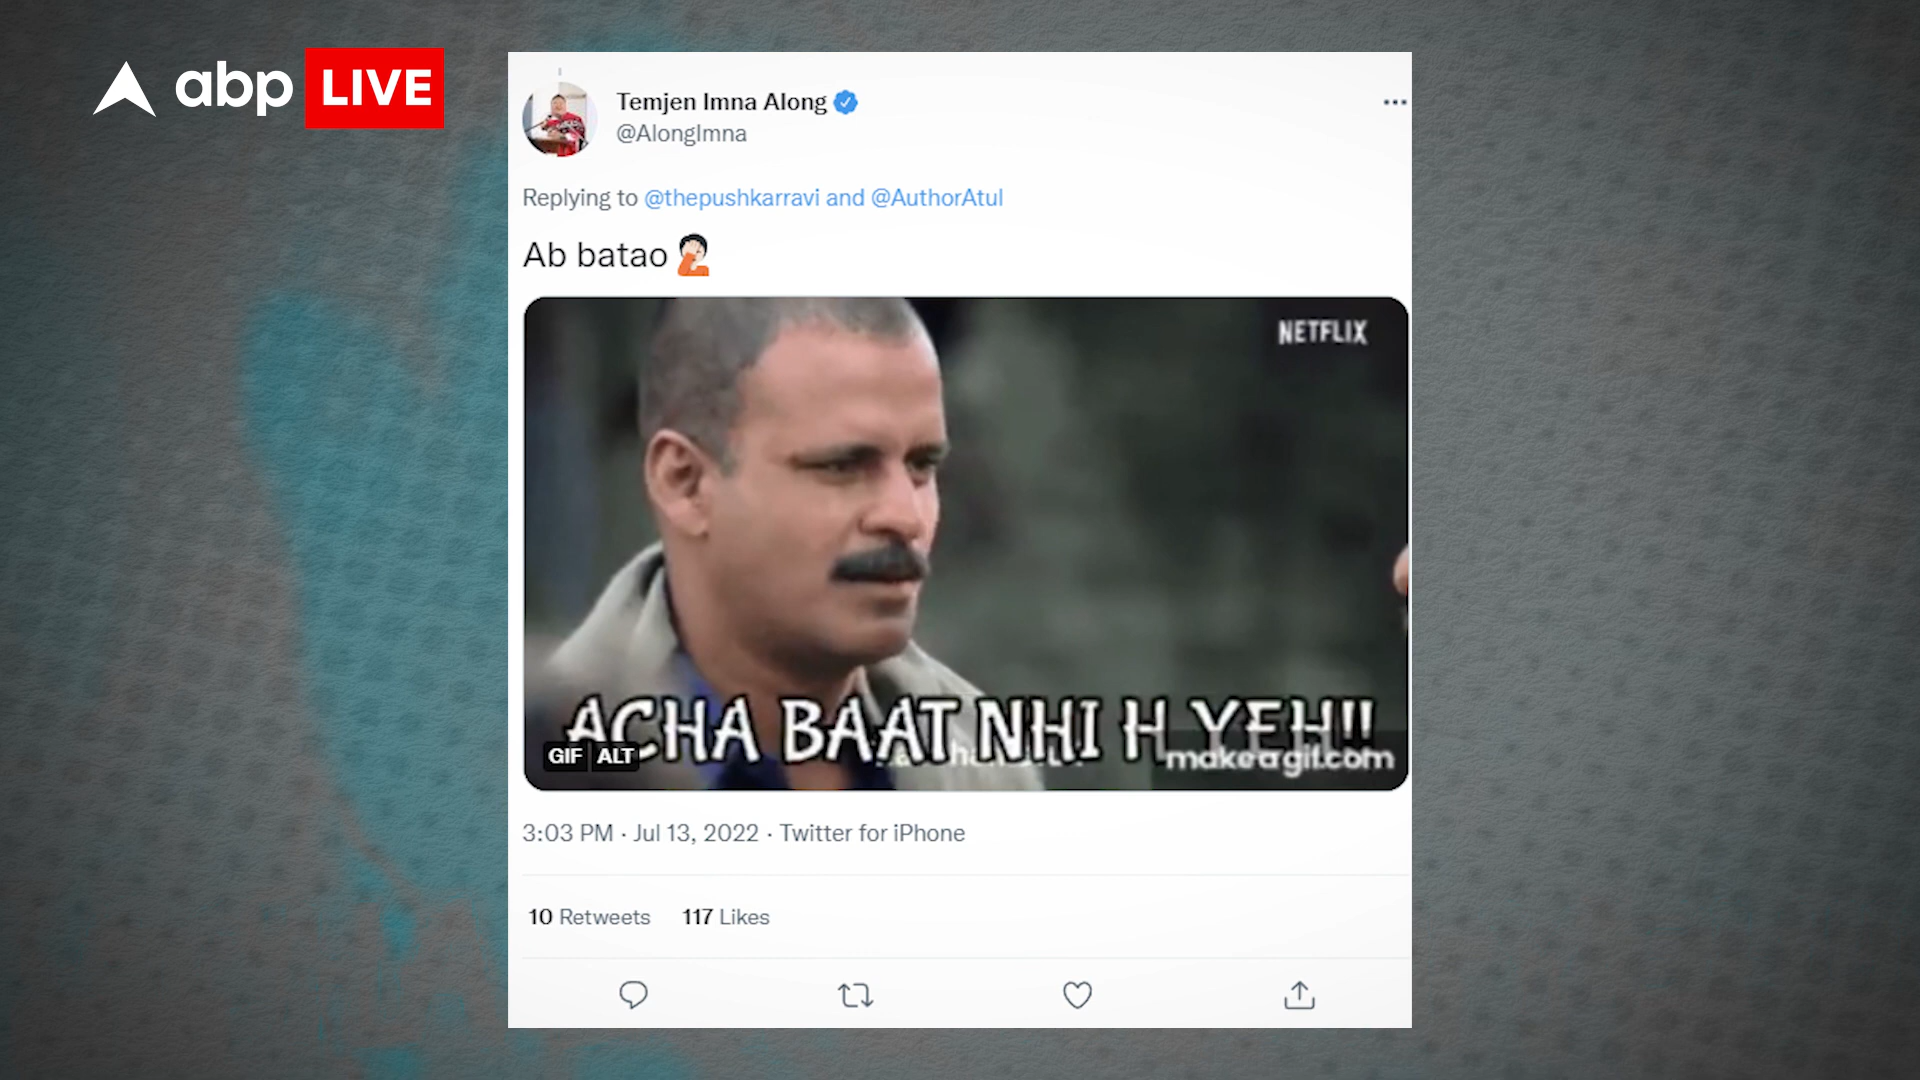 abp LIVE
Temjen Imna Along
@AlongImna
Replying to @thepushkarravi and @AuthorAtul
Ab batao
NETFLIX
ACHA BAAT NHI H YEH!!
GIF ALT
makeagif.com
3:03 PM · Jul 13, 2022 · Twitter for iPhone
10 Retweets 117 Likes